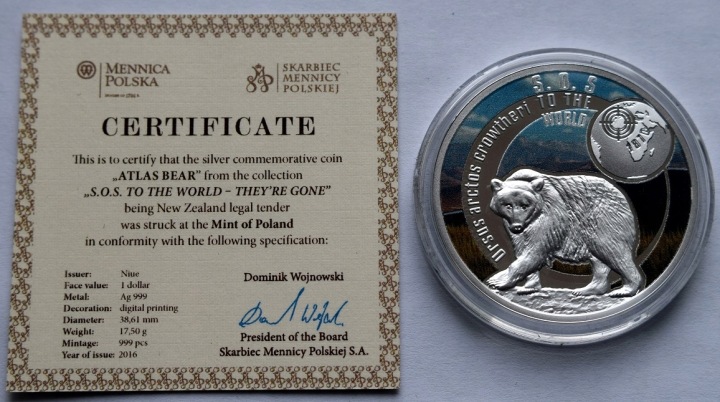 MENNICA
POLSKA
SKARBIEC
MENNICY
POLSKIEJ
CERTIFICATE
This is to certify that the silver commemorative coin
„ATLAS BEAR” from the collection
„S.O.S. TO THE WORLD – THEY'RE GONE”
being New Zealand legal tender
was struck at the Mint of Poland
in conformity with the following specification:
Issuer: Niue
Face value: 1 dollar
Metal: Ag 999
Decoration: digital printing
Diameter: 38,61 mm
Weight: 17,50 g
Mintage: 999 pcs
Year of issue: 2016
Dominik Wojnowski
President of the Board
Skarbiec Mennicy Polskiej S.A.
S.O.S
TO THE
WORLD
Ursus arctos crowtheri